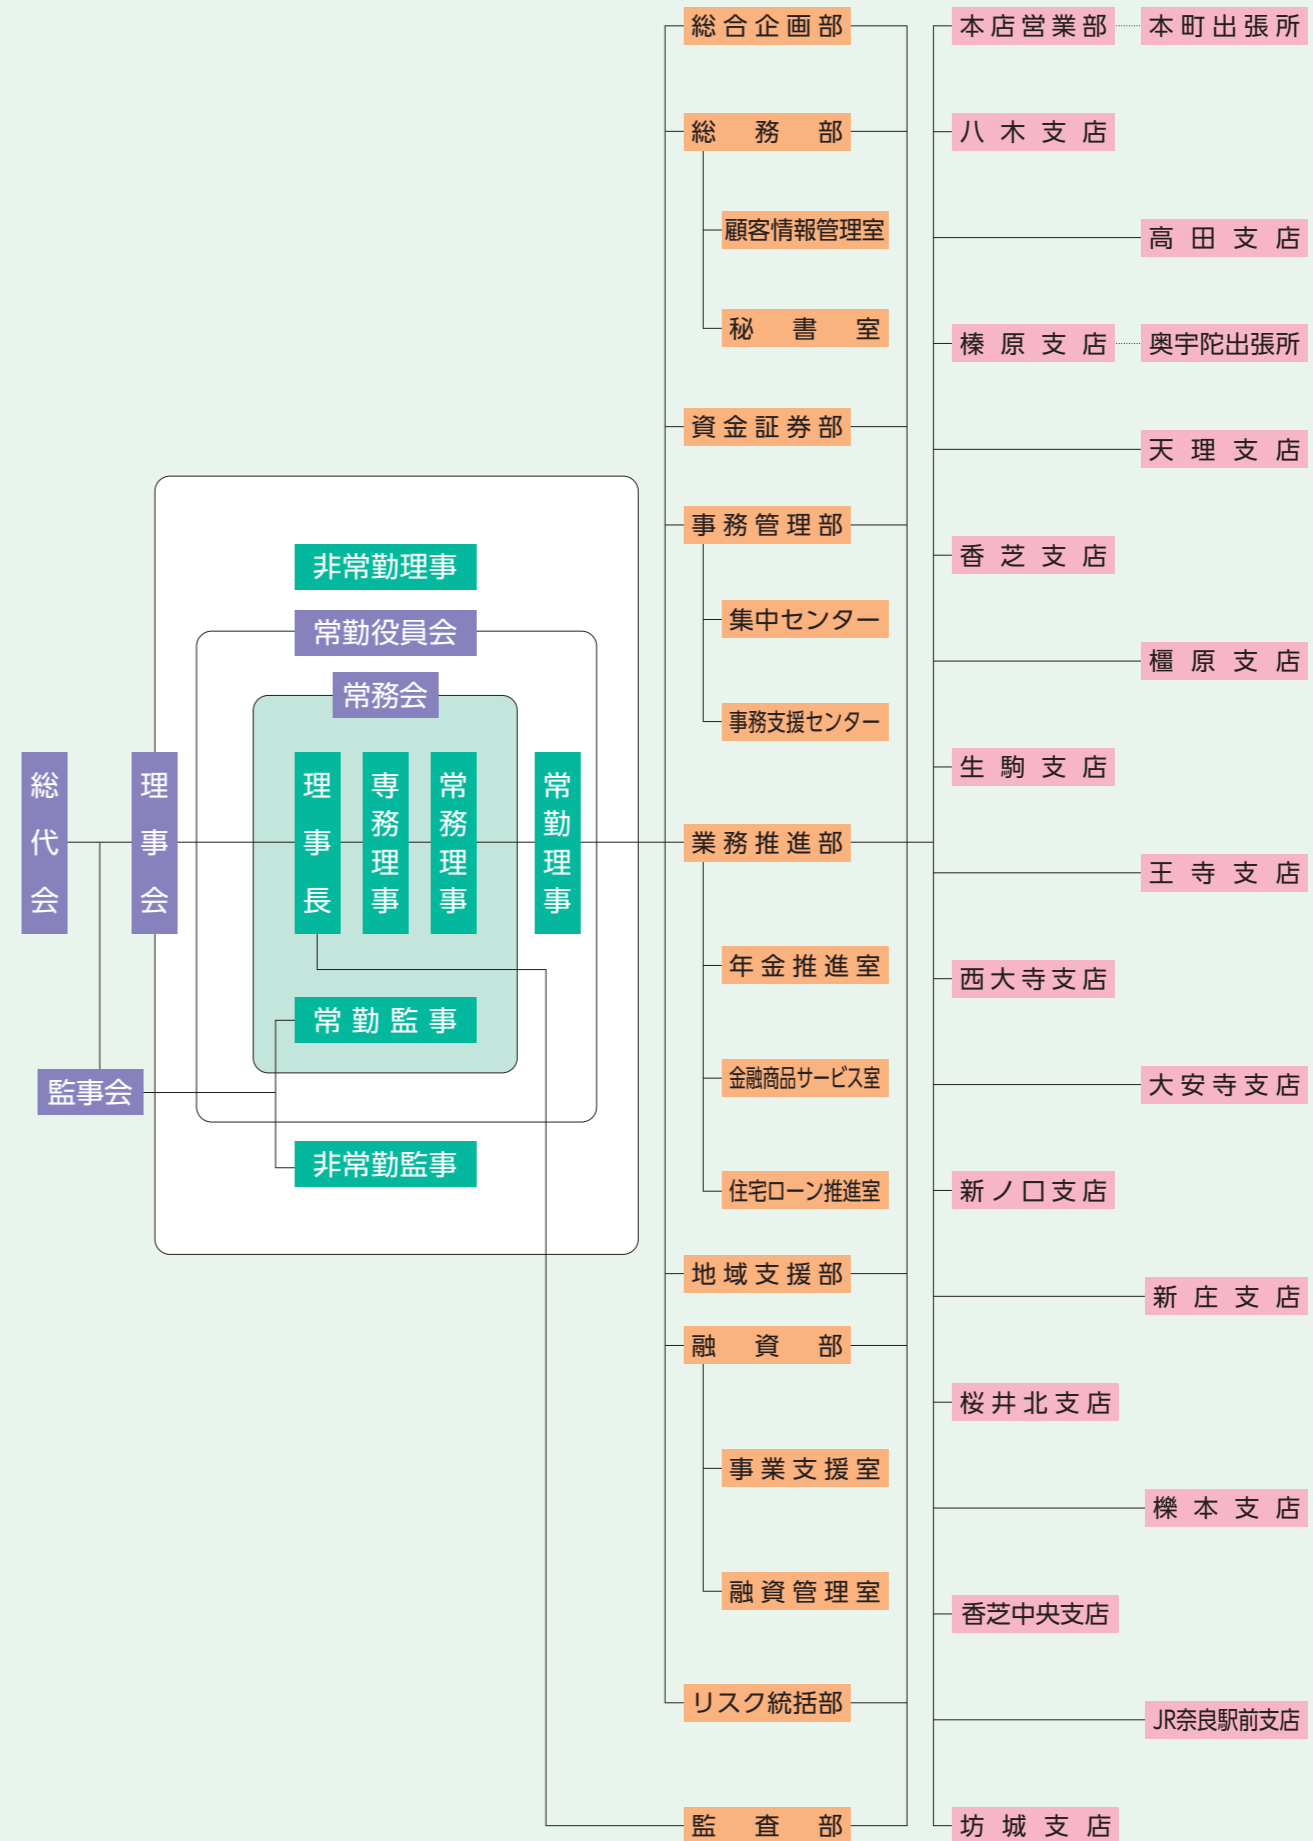 総代会
理事会
監事会
非常勤理事
常勤役員会
常務会
理事長
専務理事
常務理事
常勤理事
常勤監事
非常勤監事
総合企画部
総務部
顧客情報管理室
秘書室
資金証券部
事務管理部
集中センター
事務支援センター
業務推進部
年金推進室
金融商品サービス室
住宅ローン推進室
地域支援部
融資部
事業支援室
融資管理室
リスク統括部
監査部
本店営業部 本町出張所
八木支店
高田支店
榛原支店 奥宇陀出張所
天理支店
香芝支店
橿原支店
生駒支店
王寺支店
西大寺支店
大安寺支店
新ノ口支店
新庄支店
桜井北支店
櫟本支店
香芝中央支店
JR奈良駅前支店
坊城支店